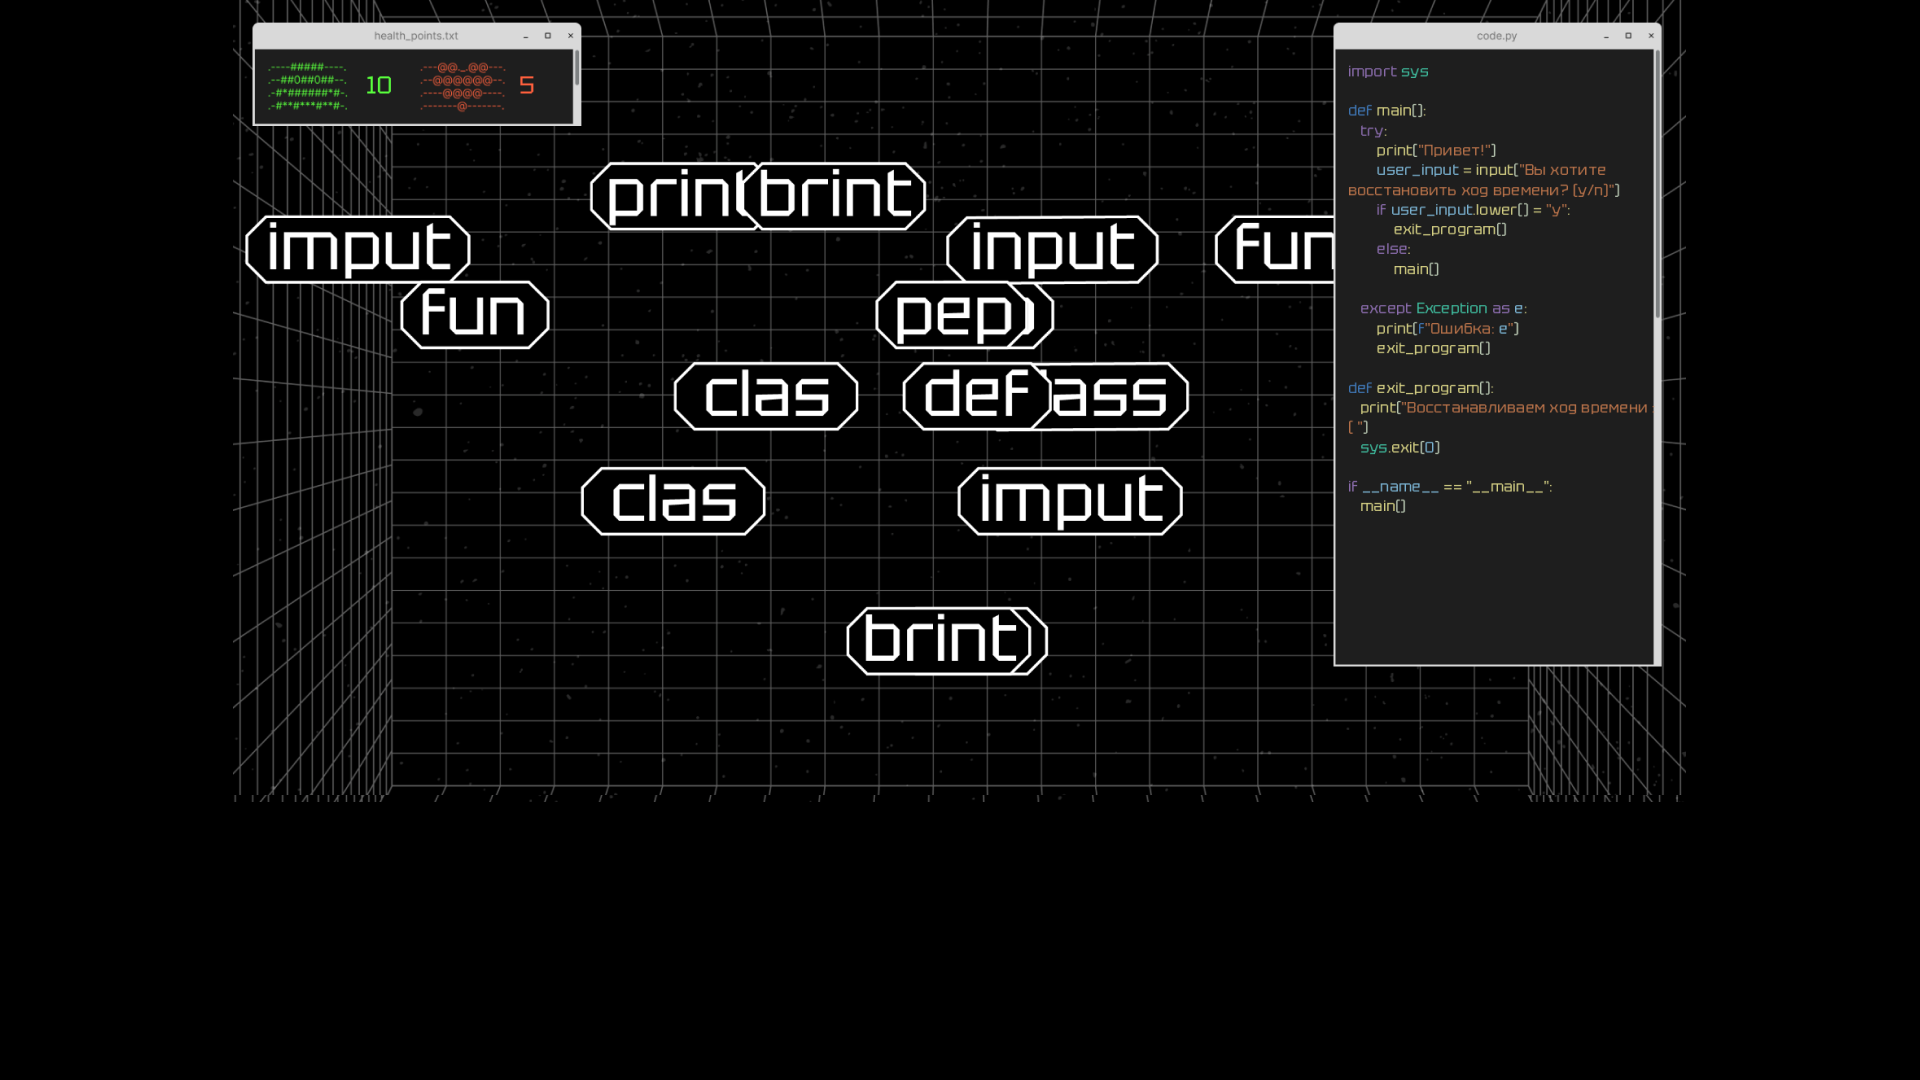 health_points.txt
.----#####----.
.--##0##0##--.
.-#*######*#-.
.-#**#***#**#-.
10
.---@@._.@@---.
.--@@@@@@--.
.----@@@@----.
.-------@-------.
5
print
brint
imput
input
fun
fun
pep
clas
def
ass
clas
imput
brint
code.py
import sys
def main():
try:
print("Привет!")
user_input = input("Вы хотите
восстановить ход времени? (y/n)")
if user_input.lower() = "y":
exit_program()
else:
main()
except Exception as e:
print(f"Ошибка: e")
exit_program()
def exit_program():
print("Восстанавливаем ход времени :
( ")
sys.exit(0)
if __name__ == "__main__":
main()